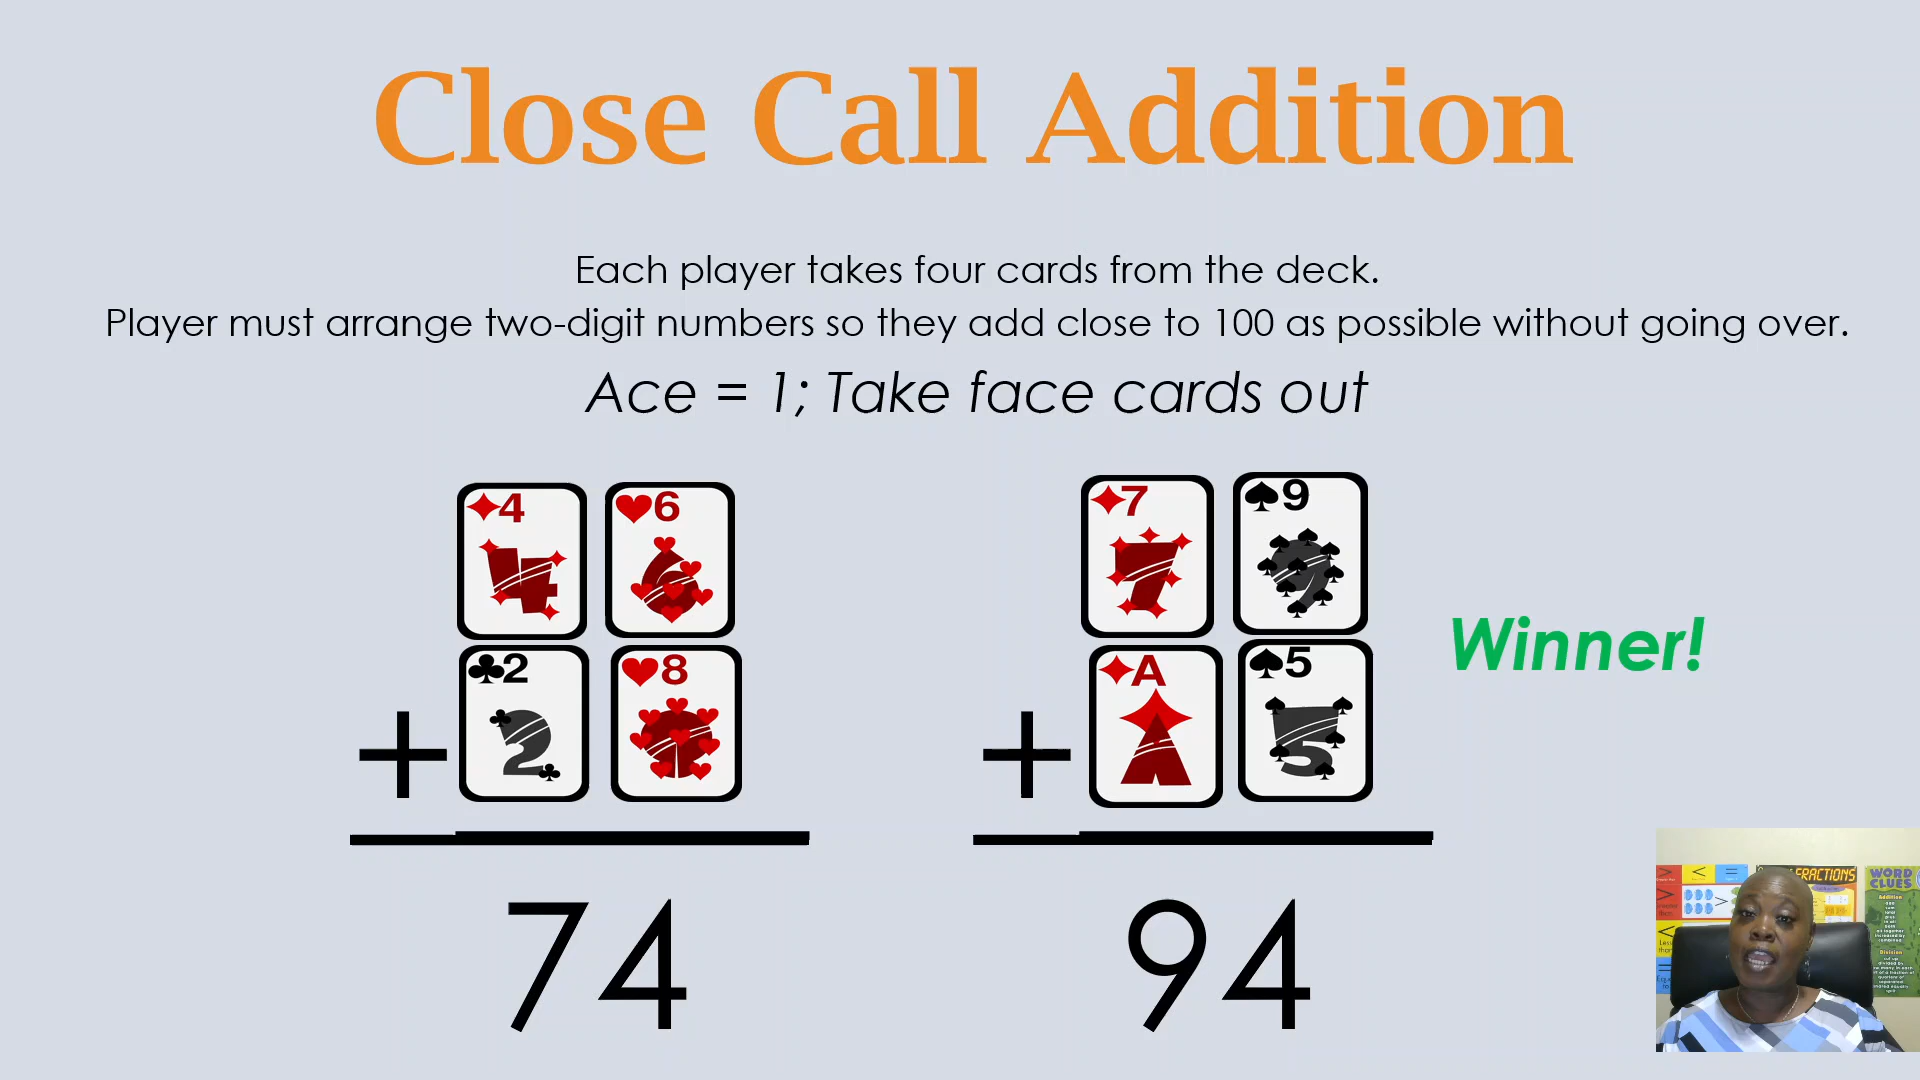 Close Call Addition
Each player takes four cards from the deck.
Player must arrange two-digit numbers so they add close to 100 as possible without going over.
Ace = 1; Take face cards out
4 6 7 9
2 8 A 5
+ +
Winner!
74 94
FRACTIONS
WORD CLUES
Addition
Division